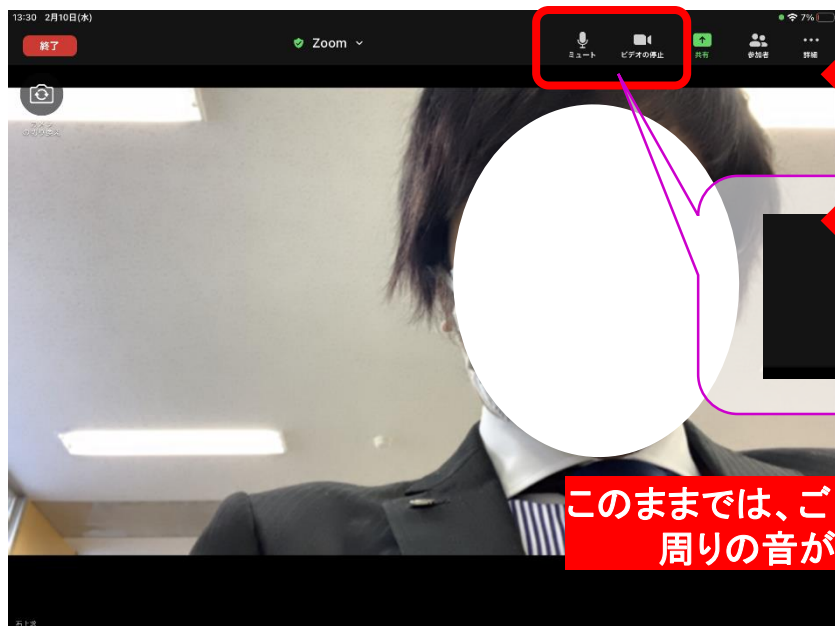 13:30 2月10日(水)
7%
終了
Zoom
ミュート
ビデオの停止
共有
参加者
詳細
このままでは、ご
周りの音が